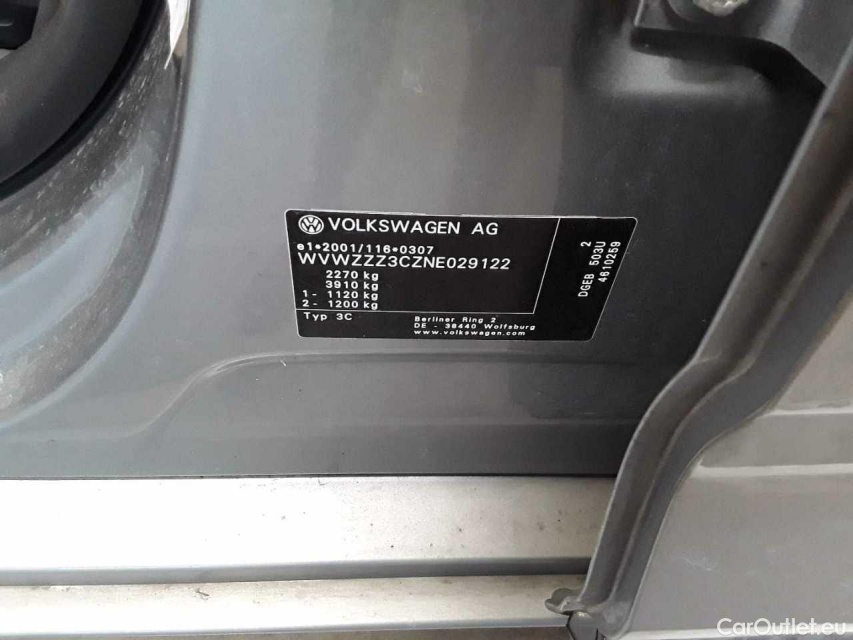 VOLKSWAGEN AG
e1*2001/116*0307
WVWZZZ3CZNE029122
2270 kg
3910 kg
1- 1120 kg
2- 1200 kg
Typ 3C
Berliner Ring 2
DE - 38440 Wolfsburg
www.volkswagen.com
2
DGEB 503U
4610259
CarOutlet.eu